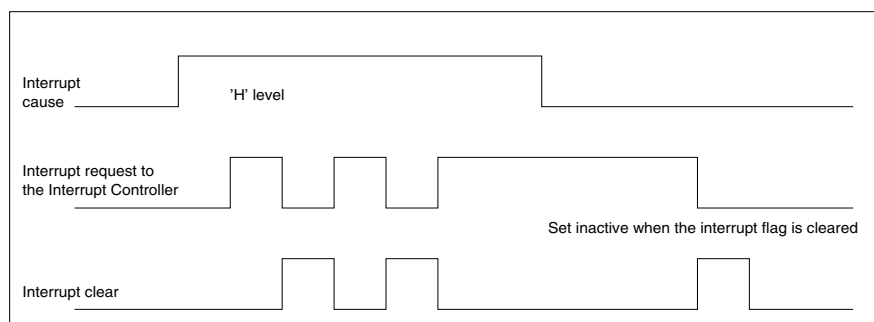 Interrupt
cause
’H’ level
Interrupt request to
the Interrupt Controller
Set inactive when the interrupt flag is cleared
Interrupt clear